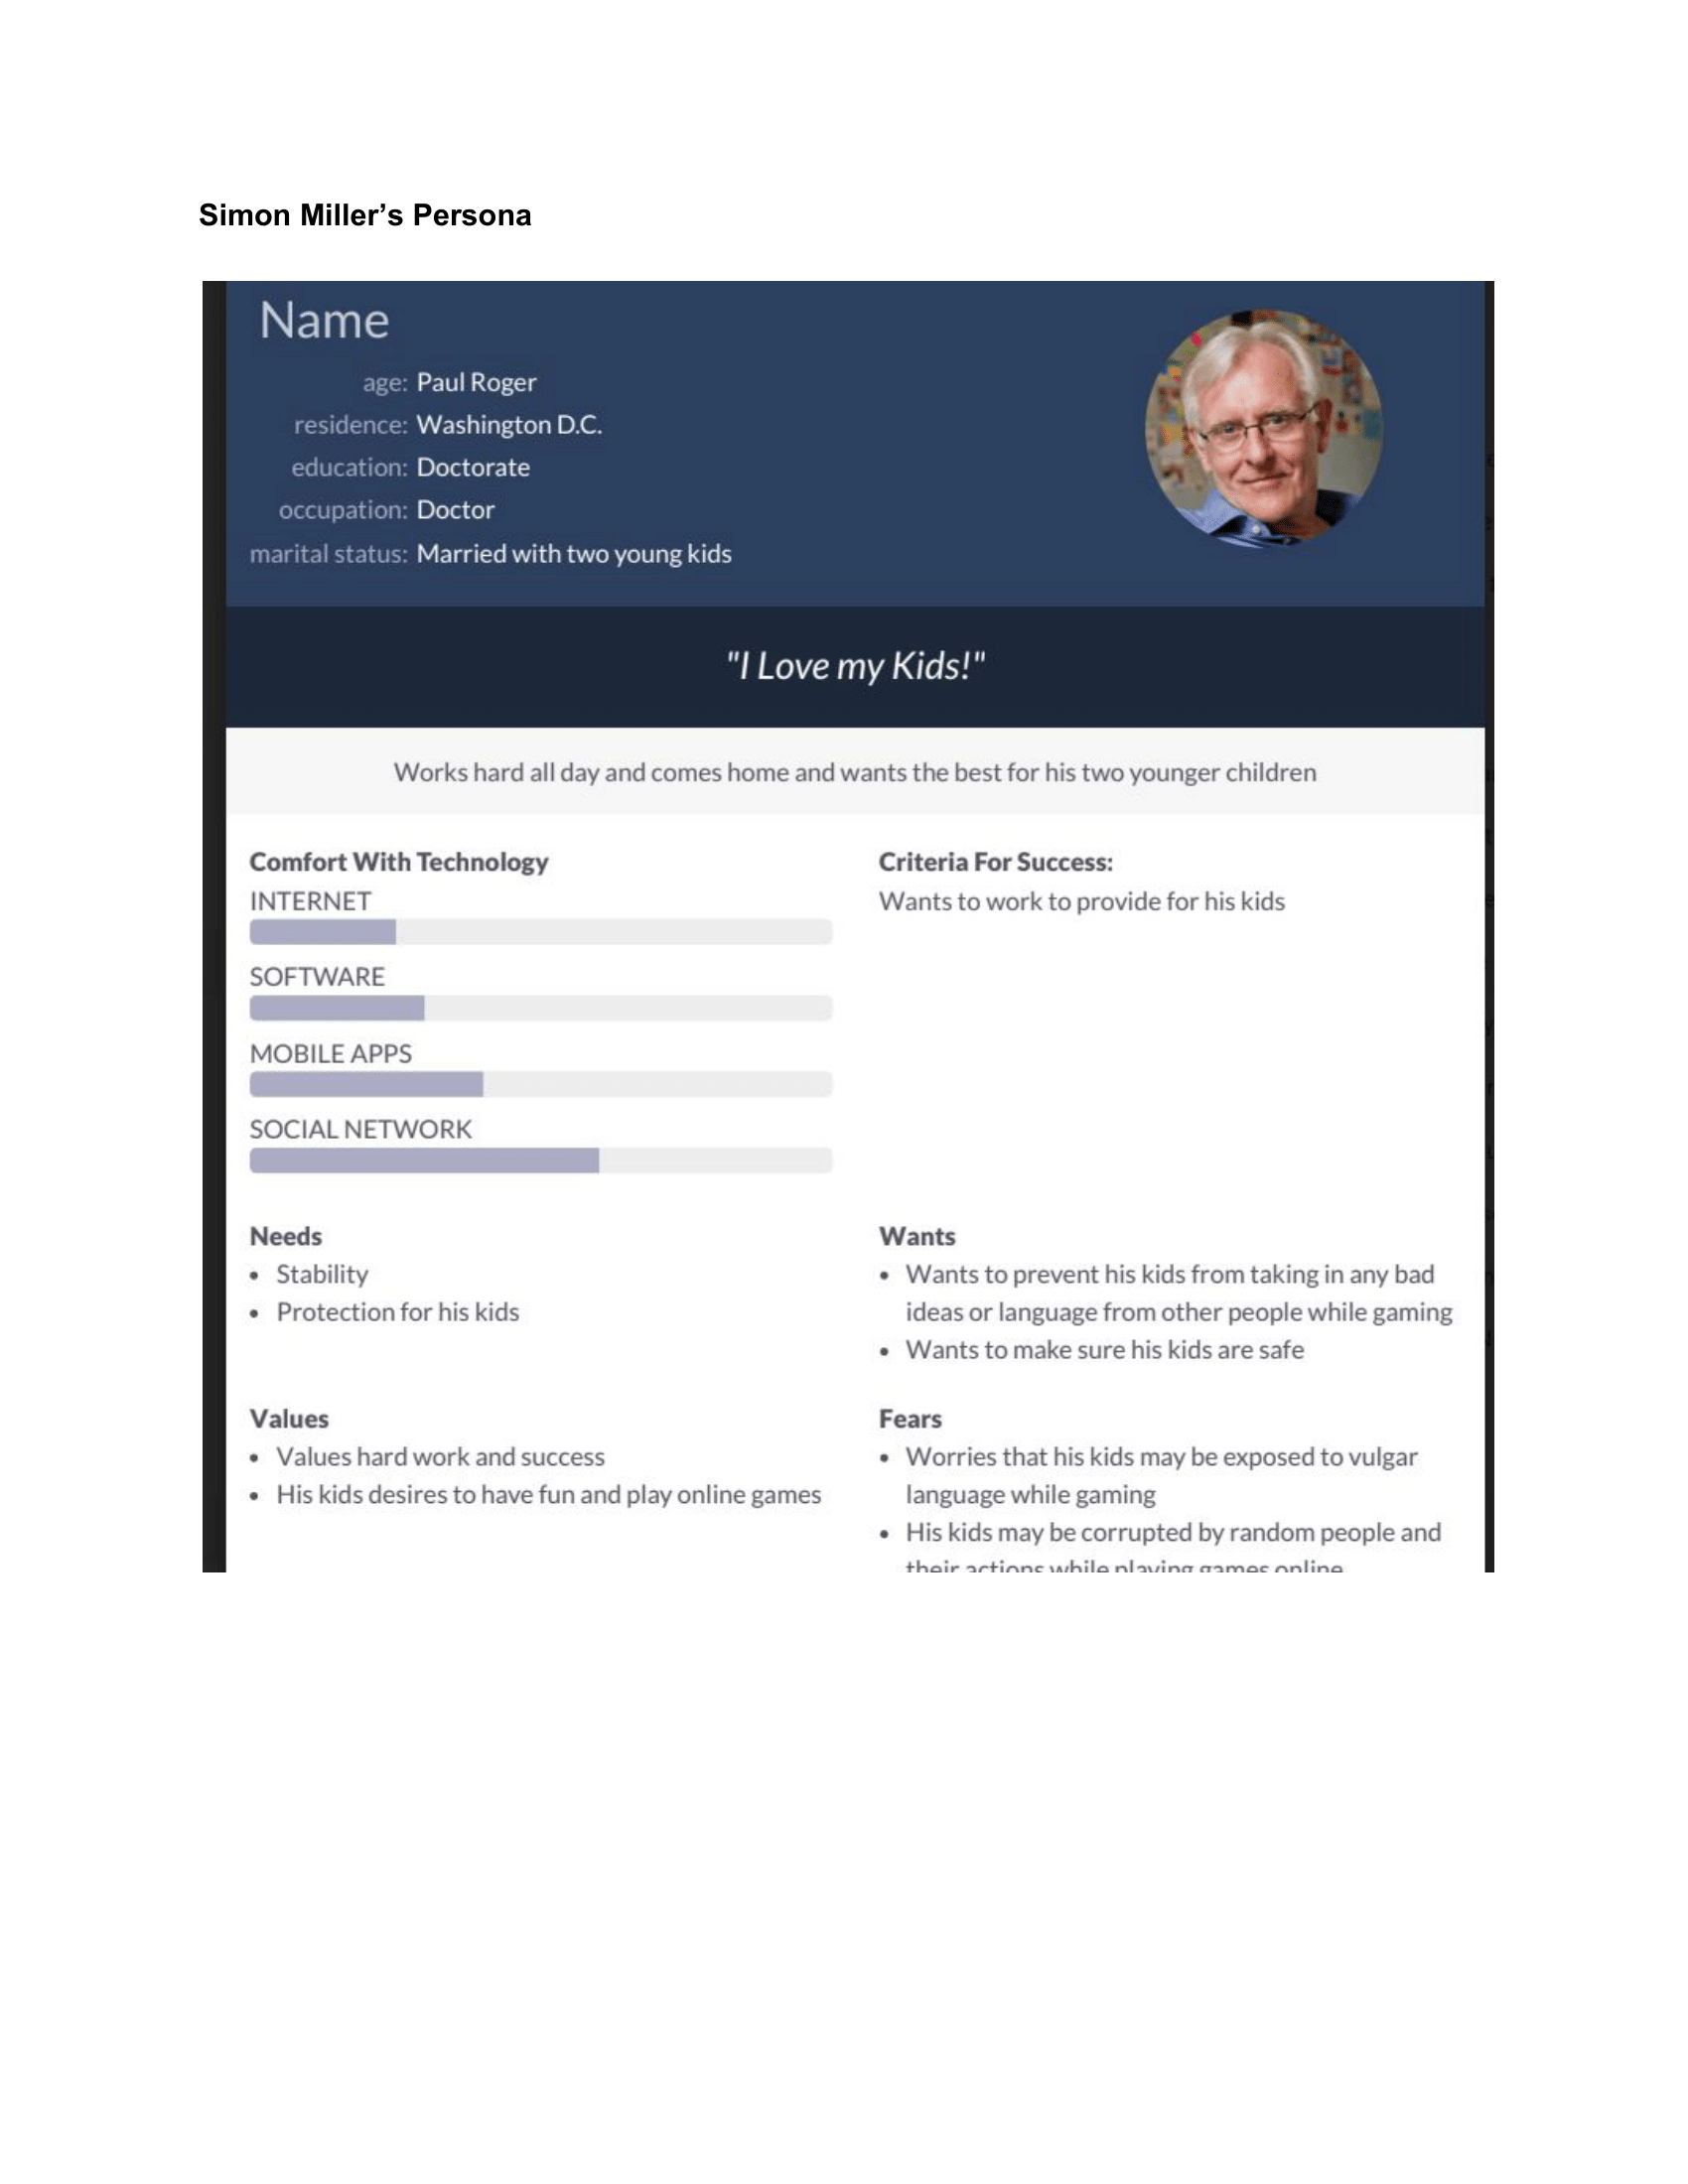 Simon Miller’s Persona
Name
age: Paul Roger
residence: Washington D.C.
education: Doctorate
occupation: Doctor
marital status: Married with two young kids
"I Love my Kids!"
Works hard all day and comes home and wants the best for his two younger children
Comfort With Technology
INTERNET
SOFTWARE
MOBILE APPS
SOCIAL NETWORK
Criteria For Success:
Wants to work to provide for his kids
Needs
• Stability
• Protection for his kids
Wants
• Wants to prevent his kids from taking in any bad
ideas or language from other people while gaming
• Wants to make sure his kids are safe
Values
• Values hard work and success
• His kids desires to have fun and play online games
Fears
• Worries that his kids may be exposed to vulgar
language while gaming
• His kids may be corrupted by random people and
their actions while playing games online